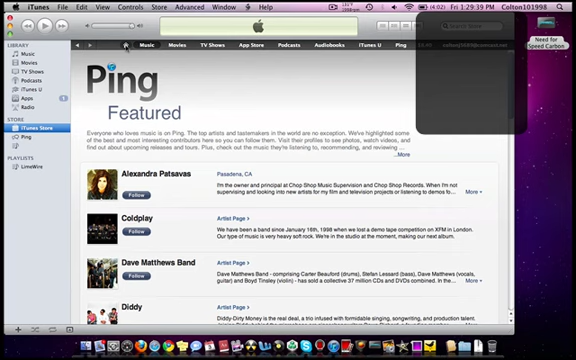 iTunes File Edit View Controls Store Advanced Window Help
(4:02) Fri 1:29:39 PM Colton101998
Search Store
Music Movies TV Shows App Store Podcasts Audiobooks iTunes U Ping
LIBRARY
Music
Movies
TV Shows
Podcasts
iTunes U
Apps
Radio
STORE
iTunes Store
Ping
PLAYLISTS
LimeWire
Need for
Speed Carbon
Ping
Featured
Everyone who loves music is on Ping. The top artists and tastemakers in the world are no exception. We've highlighted some
of the best and most interesting contributors here so you can follow them. Visit their profiles to see photos, watch videos, and
find out about upcoming releases and tours. Plus, check out the music they're listening to, recommending, and reviewing ...
...More
Alexandra Patsavas
Follow
Pasadena, CA
I'm the owner and principal at Chop Shop Music Supervision and Chop Shop Records. When I'm not
supervising and looking into new artists for my film and television projects or listening to demos fo...
More
Coldplay
Follow
Artist Page
We have been a band since January 16th, 1998 when we lost a demo tape competition on XFM in London.
Our type of music is very heavy soft rock. We're in the studio at the moment, making our next album.
Dave Matthews Band
Follow
Artist Page
Dave Matthews Band - comprising Carter Beauford (drums), Stefan Lessard (bass), Dave Matthews (vocals,
guitar) and Boyd Tinsley (violin) - has sold a collective 37 million CDs and DVDs combined. In the
More
Diddy
Artist Page
Diddy-Dirty Money is the real deal, a trio infused with formidable singing, songwriting, and production talent.